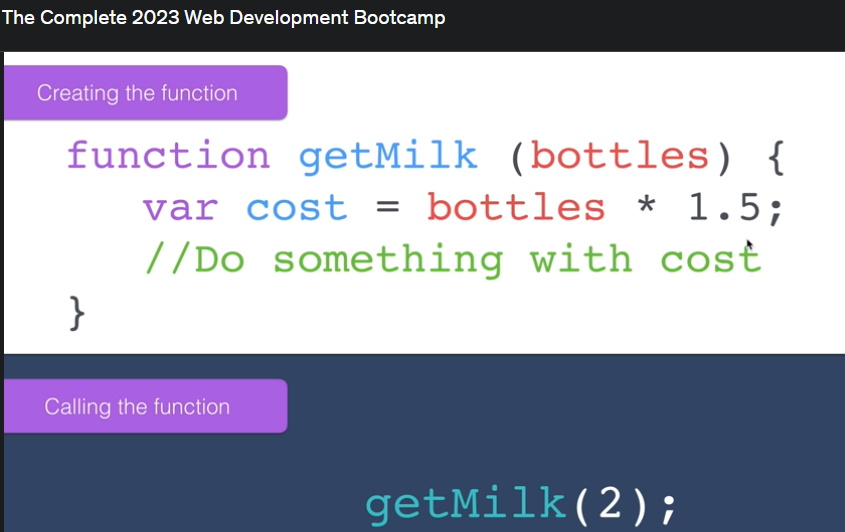 The Complete 2023 Web Development Bootcamp
Creating the function
function getMilk (bottles) {
var cost = bottles * 1.5;
//Do something with cost
}
Calling the function
getMilk(2);